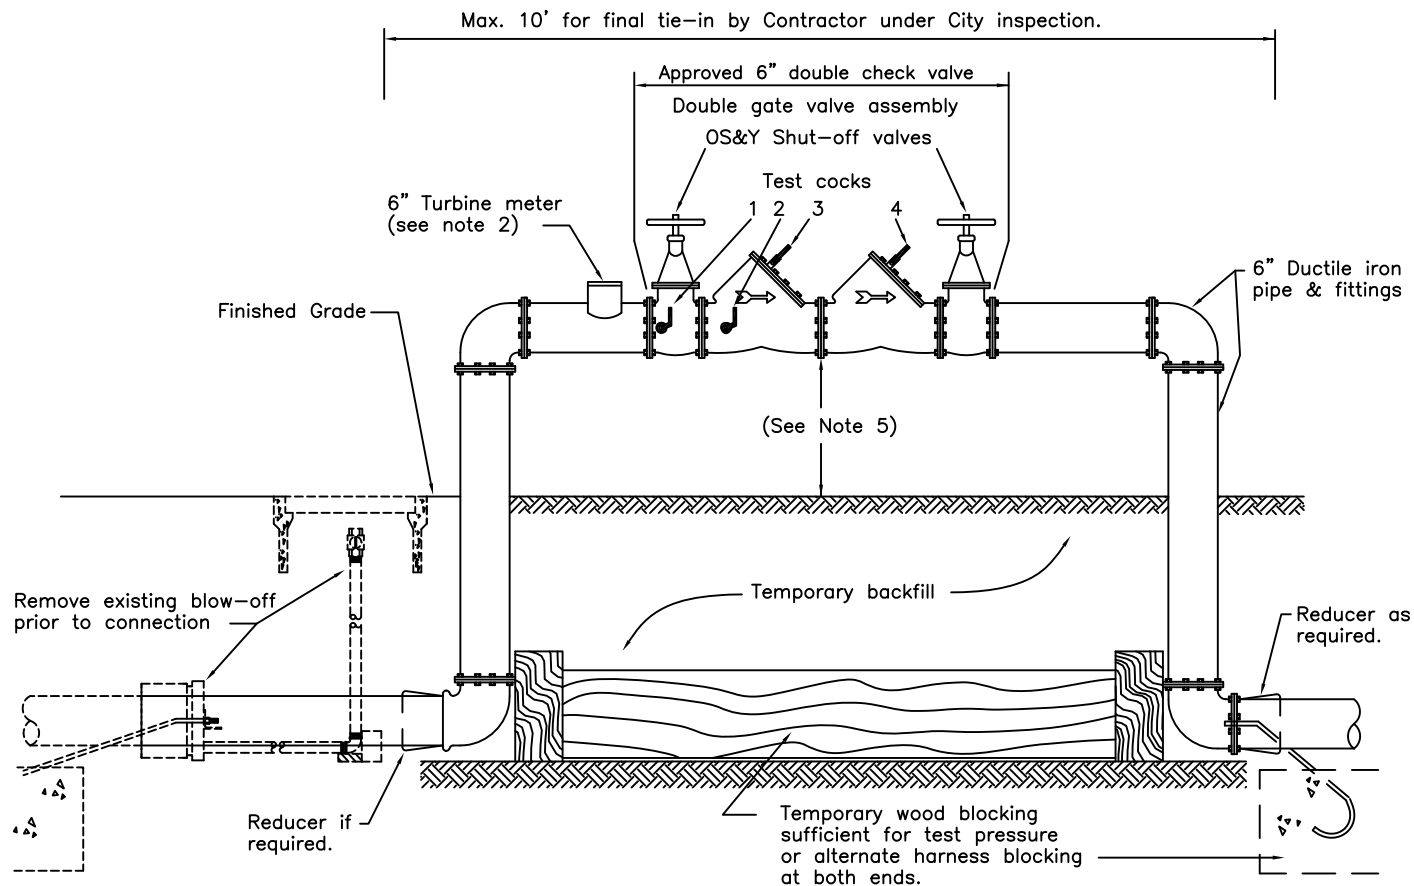 Max. 10' for final tie-in by Contractor under City inspection.
Approved 6" double check valve
Double gate valve assembly
OS&Y Shut-off valves
Test cocks
1 2 3 4
6" Turbine meter
(see note 2)
6" Ductile iron
pipe & fittings
Finished Grade
(See Note 5)
Temporary backfill
Remove existing blow-off
prior to connection
Reducer as
required.
Reducer if
required.
Temporary wood blocking
sufficient for test pressure
or alternate harness blocking
at both ends.